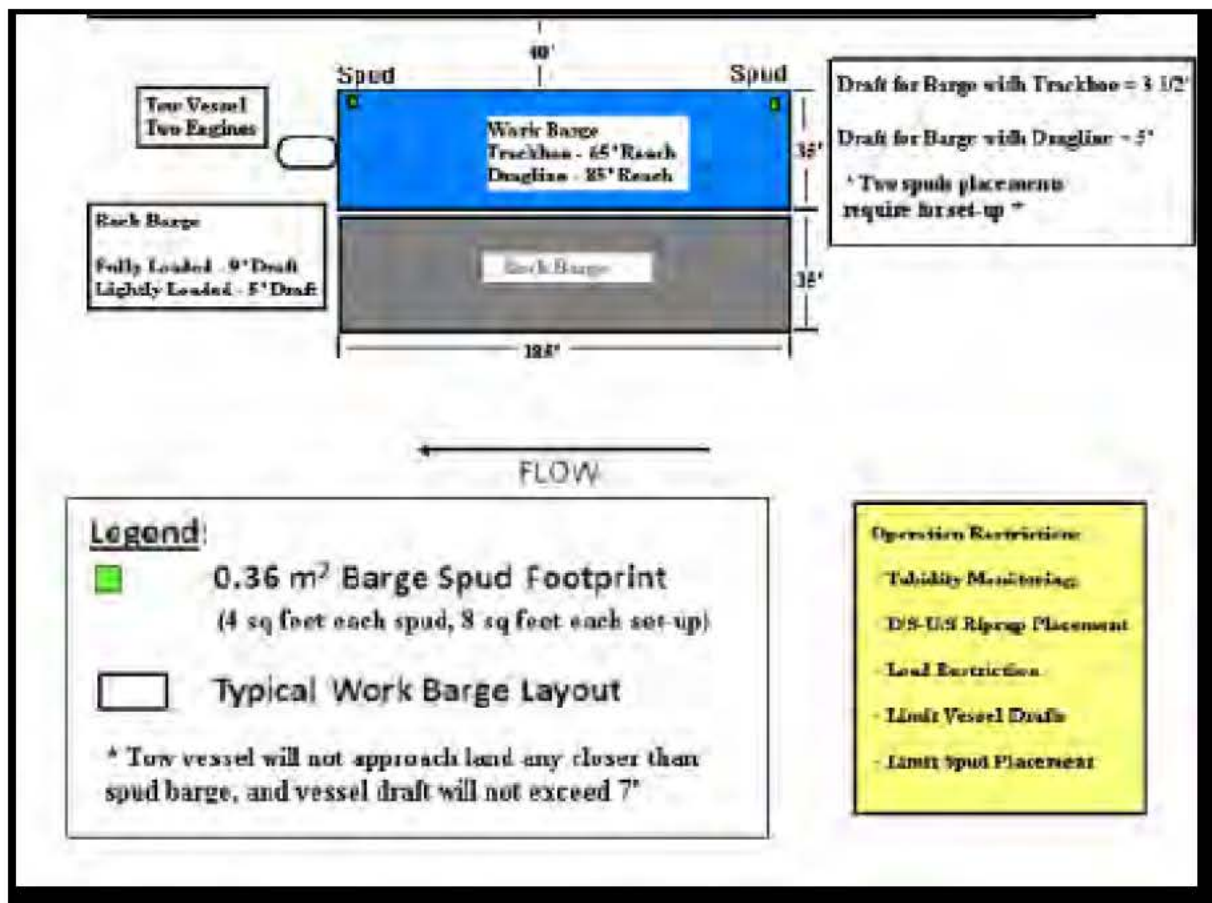 40'
Spud
Spud
Tow Vessel
Two Engines
Work Barge
Trackhoe - 65' Reach
Dragline - 85' Reach
35'
Draft for Barge with Trackhoe = 3 1/2'
Draft for Barge with Dragline = 5'
* Two spuds placements
require for set-up *
Rock Barge
Fully Loaded - 9' Draft
Lightly Loaded - 5' Draft
Rock Barge
35'
FLOW
Legend:
0.36 m² Barge Spud Footprint
(4 sq feet each spud, 8 sq feet each set-up)
Typical Work Barge Layout
* Tow vessel will not approach land any closer than
spud barge, and vessel draft will not exceed 7'
Operation Restrictions
- Tubidity Monitoring
- D/S-U/S Riprap Placement
- Load Restriction
- Limit Vessel Drafts
- Limit Spud Placement